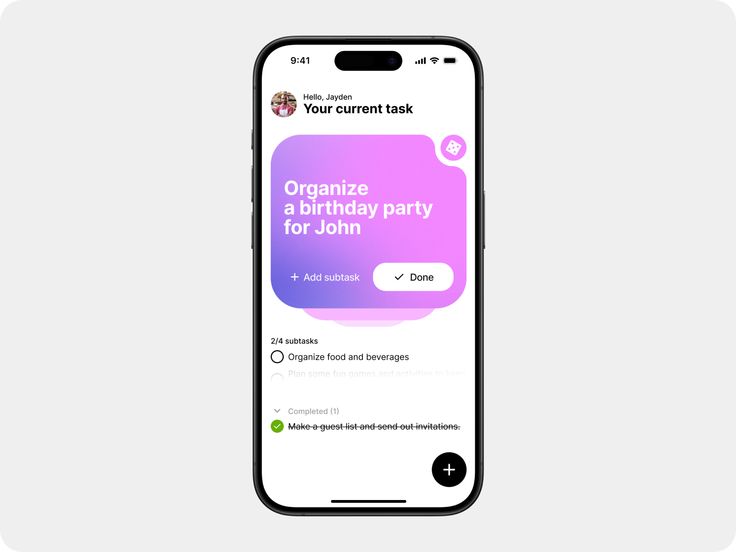 9:41
Hello, Jayden
Your current task
Organize
a birthday party
for John
+ Add subtask
Done
2/4 subtasks
Organize food and beverages
Plan some fun games and activities to keep
Completed (1)
Make a guest list and send out invitations.